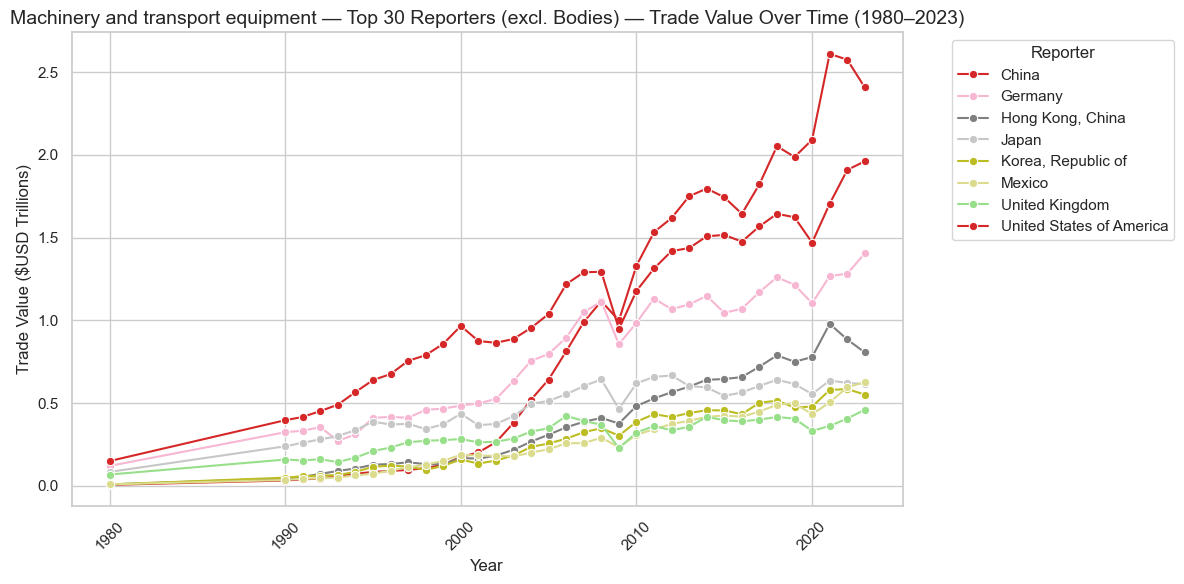 Machinery and transport equipment — Top 30 Reporters (excl. Bodies) — Trade Value Over Time (1980–2023)
Trade Value ($USD Trillions)
2.5
2.0
1.5
1.0
0.5
0.0
1980
1990
2000
2010
2020
Year
Reporter
China
Germany
Hong Kong, China
Japan
Korea, Republic of
Mexico
United Kingdom
United States of America